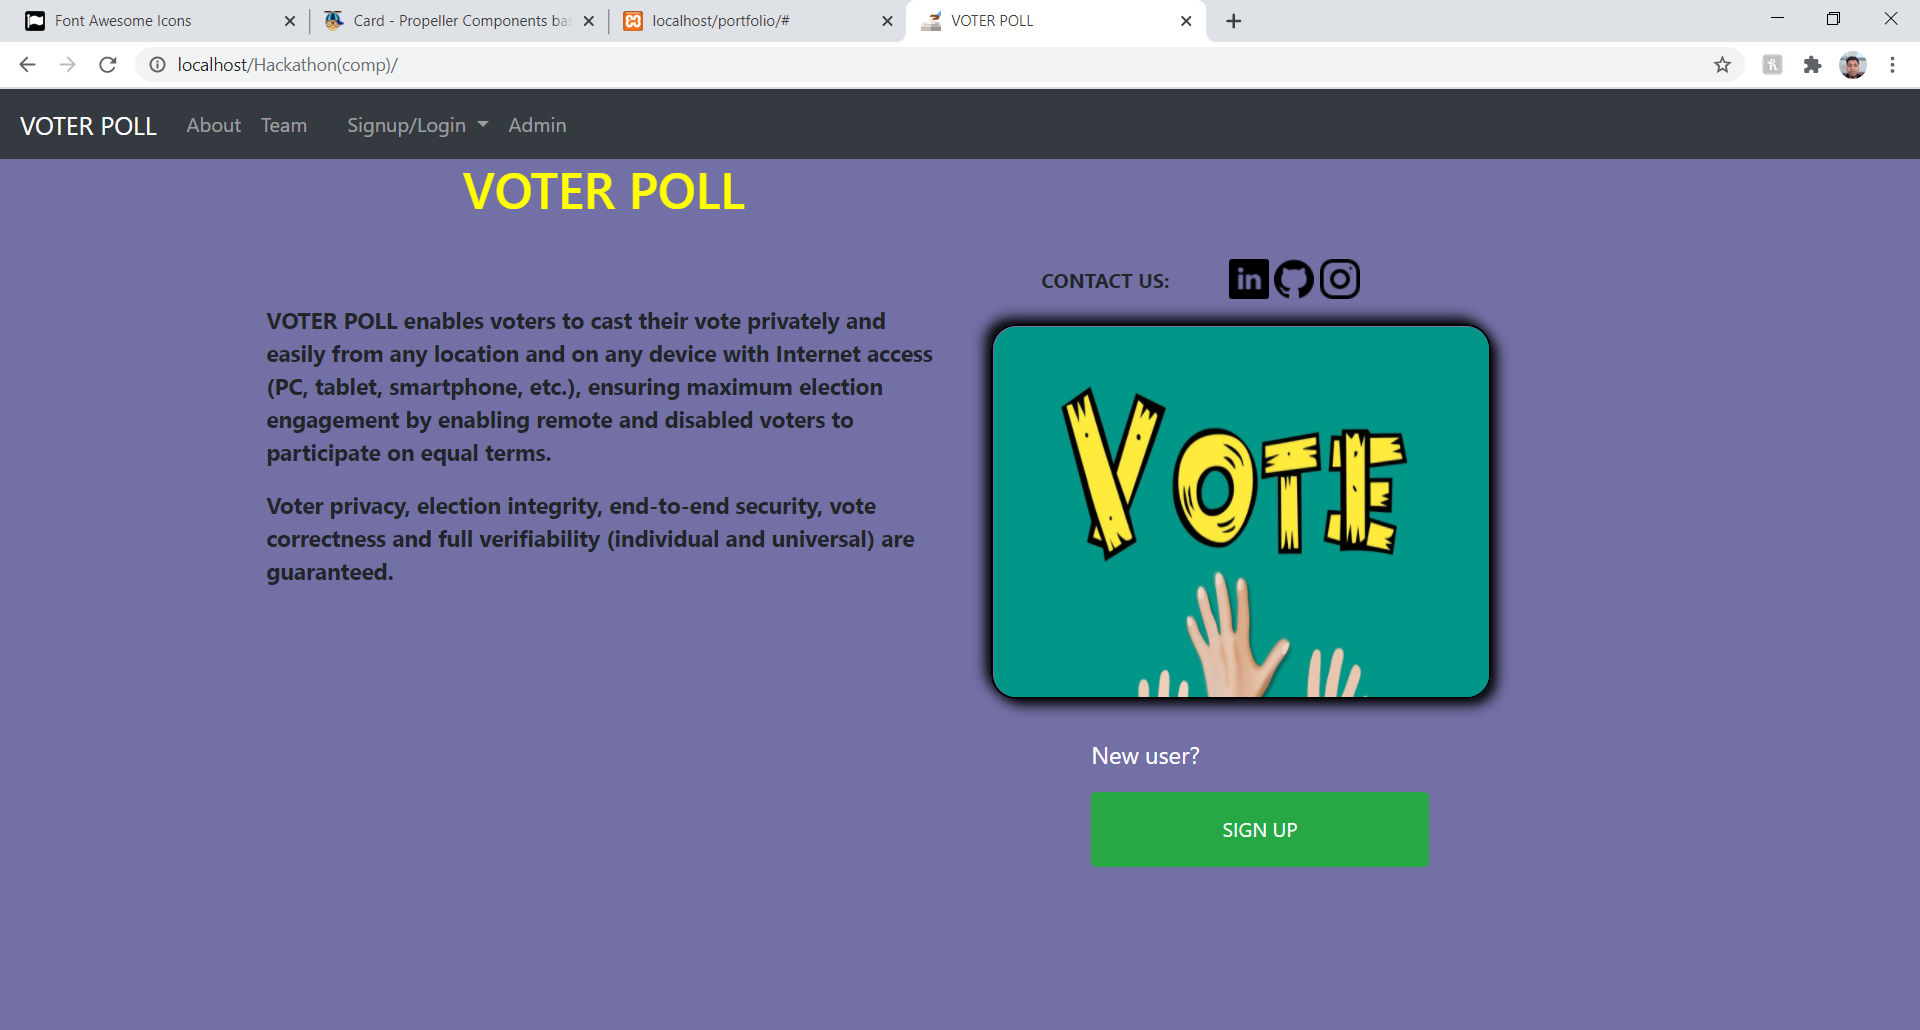 Font Awesome Icons
Card - Propeller Components bas
localhost/portfolio/#
VOTER POLL
localhost/Hackathon(comp)/
VOTER POLL About Team Signup/Login Admin
VOTER POLL
CONTACT US: in
VOTER POLL enables voters to cast their vote privately and
easily from any location and on any device with Internet access
(PC, tablet, smartphone, etc.), ensuring maximum election
engagement by enabling remote and disabled voters to
participate on equal terms.
Voter privacy, election integrity, end-to-end security, vote
correctness and full verifiability (individual and universal) are
guaranteed.
VOTE
New user?
SIGN UP